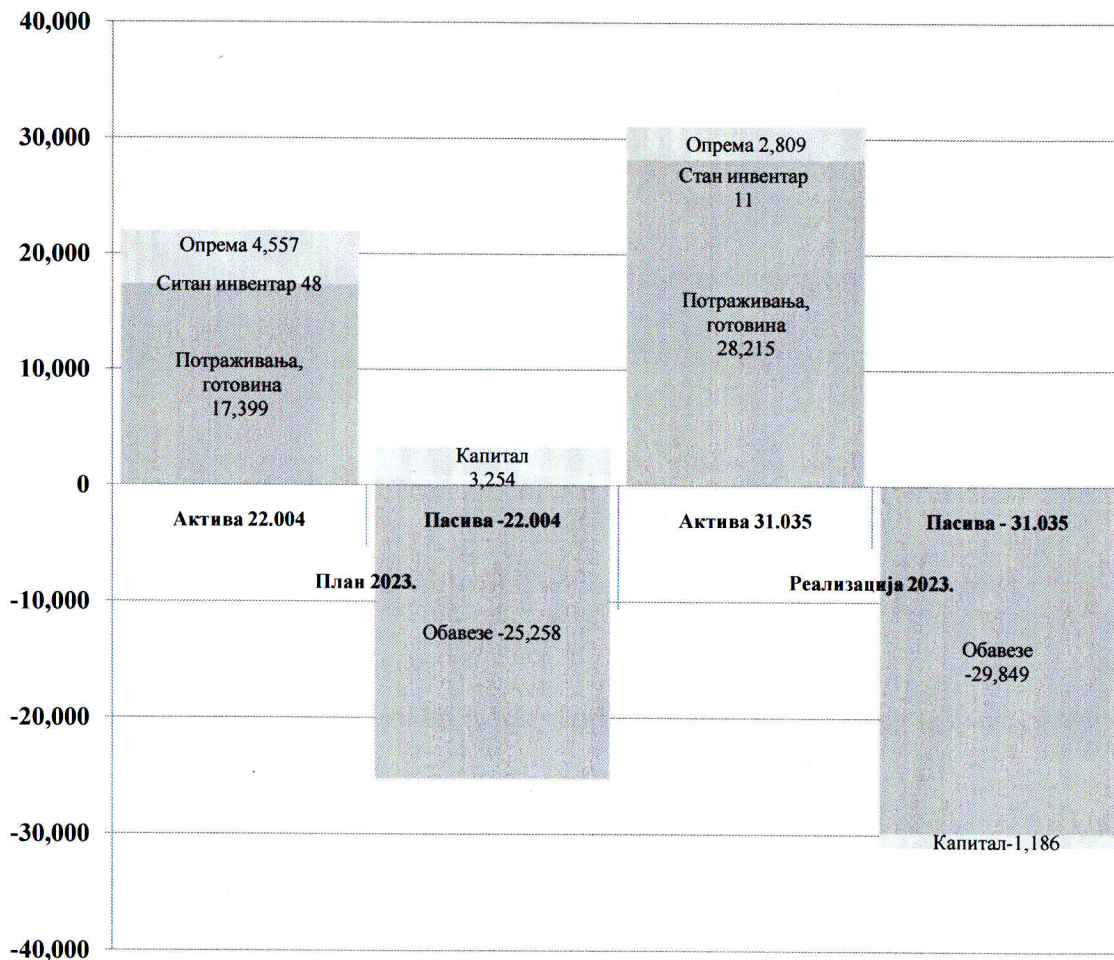 40,000
30,000
20,000
10,000
0
-10,000
-20,000
-30,000
-40,000
Опрема 4,557
Ситан инвентар 48
Потраживања,
готовина
17,399
Актива 22.004
Капитал
3,254
Пасива -22.004
Обавезе -25,258
План 2023.
Опрема 2,809
Стан инвентар
11
Потраживања,
готовина
28,215
Актива 31.035
Пасива - 31.035
Реализација 2023.
Обавезе
-29,849
Капитал-1,186